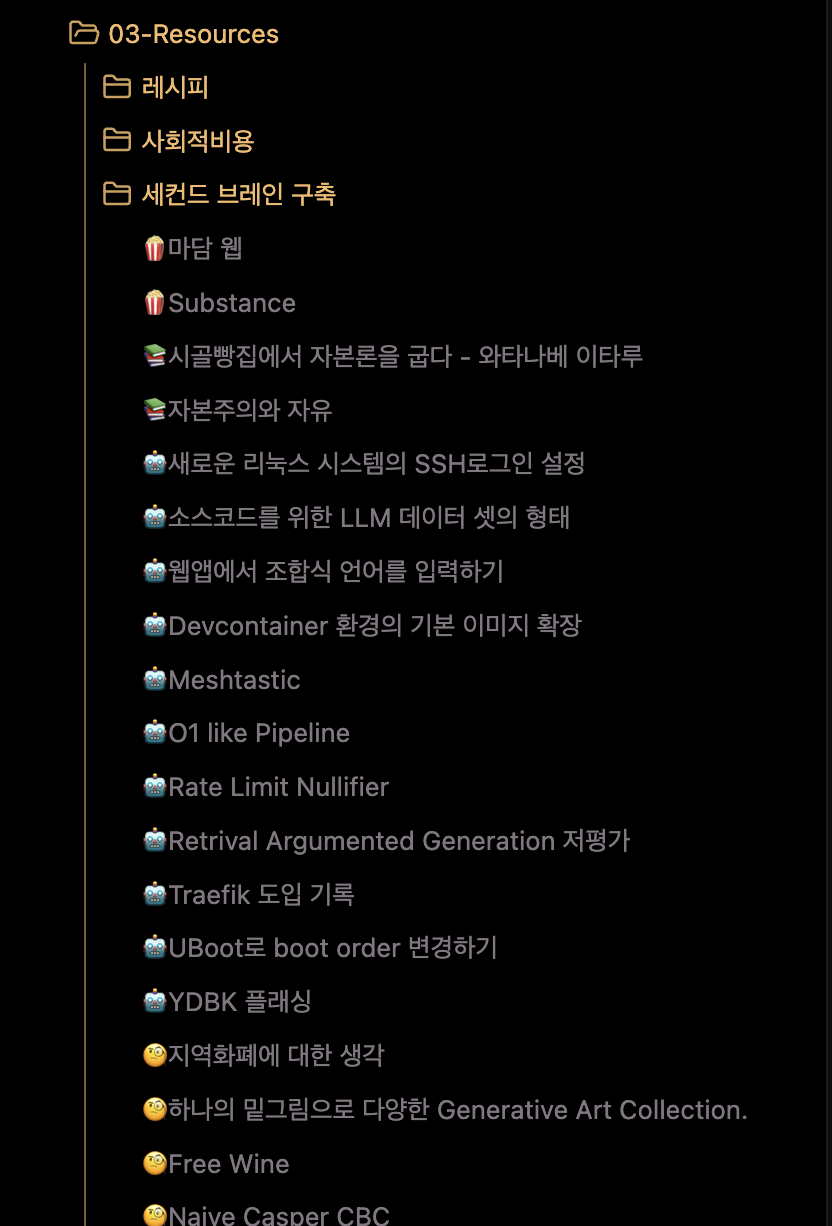 03-Resources
레시피
사회적비용
세컨드 브레인 구축
🍿마담 웹
🍿Substance
📚시골빵집에서 자본론을 굽다 - 와타나베 이타루
📚자본주의와 자유
🤖새로운 리눅스 시스템의 SSH로그인 설정
🤖소스코드를 위한 LLM 데이터 셋의 형태
🤖웹앱에서 조합식 언어를 입력하기
🤖Devcontainer 환경의 기본 이미지 확장
🤖Meshtastic
🤖O1 like Pipeline
🤖Rate Limit Nullifier
🤖Retrival Argumented Generation 저평가
🤖Traefik 도입 기록
🤖UBoot로 boot order 변경하기
🤖YDBK 플래싱
🧐지역화폐에 대한 생각
🧐하나의 밑그림으로 다양한 Generative Art Collection.
🧐Free Wine
🧐Naive Casper CBC